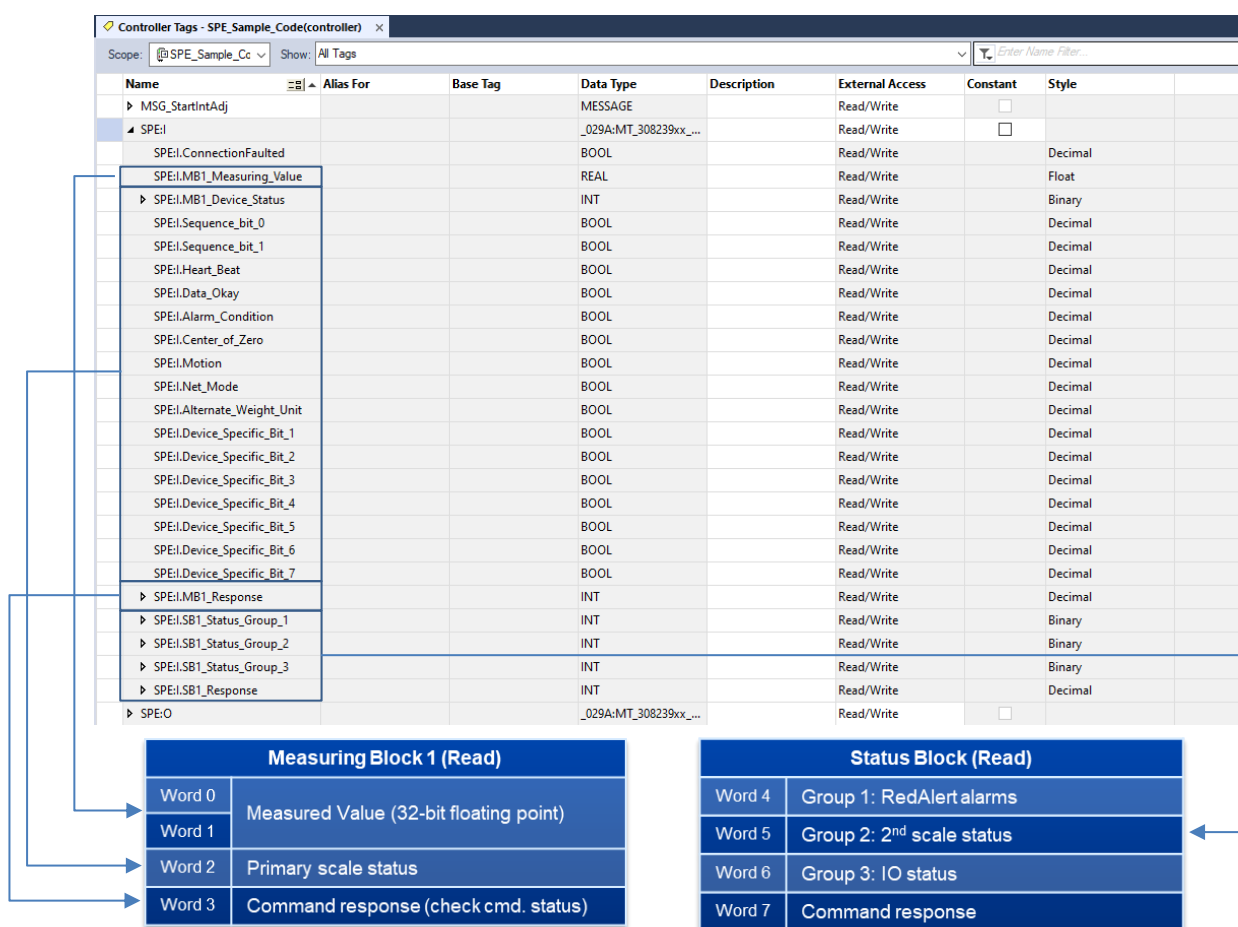 Controller Tags - SPE_Sample_Code(controller) ×
Scope: SPE_Sample_Cc Show: All Tags Enter Name Filter...
Name Alias For Base Tag Data Type Description External Access Constant Style
MSG_StartIntAdj MESSAGE Read/Write
SPE:I _029A:MT_308239xx_... Read/Write
SPE:I.ConnectionFaulted BOOL Read/Write Decimal
SPE:I.MB1_Measuring_Value REAL Read/Write Float
SPE:I.MB1_Device_Status INT Read/Write Binary
SPE:I.Sequence_bit_0 BOOL Read/Write Decimal
SPE:I.Sequence_bit_1 BOOL Read/Write Decimal
SPE:I.Heart_Beat BOOL Read/Write Decimal
SPE:I.Data_Okay BOOL Read/Write Decimal
SPE:I.Alarm_Condition BOOL Read/Write Decimal
SPE:I.Center_of_Zero BOOL Read/Write Decimal
SPE:I.Motion BOOL Read/Write Decimal
SPE:I.Net_Mode BOOL Read/Write Decimal
SPE:I.Alternate_Weight_Unit BOOL Read/Write Decimal
SPE:I.Device_Specific_Bit_1 BOOL Read/Write Decimal
SPE:I.Device_Specific_Bit_2 BOOL Read/Write Decimal
SPE:I.Device_Specific_Bit_3 BOOL Read/Write Decimal
SPE:I.Device_Specific_Bit_4 BOOL Read/Write Decimal
SPE:I.Device_Specific_Bit_5 BOOL Read/Write Decimal
SPE:I.Device_Specific_Bit_6 BOOL Read/Write Decimal
SPE:I.Device_Specific_Bit_7 BOOL Read/Write Decimal
SPE:I.MB1_Response INT Read/Write Decimal
SPE:I.SB1_Status_Group_1 INT Read/Write Binary
SPE:I.SB1_Status_Group_2 INT Read/Write Binary
SPE:I.SB1_Status_Group_3 INT Read/Write Binary
SPE:I.SB1_Response INT Read/Write Decimal
SPE:O _029A:MT_308239xx_... Read/Write
Measuring Block 1 (Read)
Word 0
Measured Value (32-bit floating point)
Word 1
Word 2 Primary scale status
Word 3 Command response (check cmd. status)
Status Block (Read)
Word 4 Group 1: RedAlert alarms
Word 5 Group 2: 2nd scale status
Word 6 Group 3: IO status
Word 7 Command response